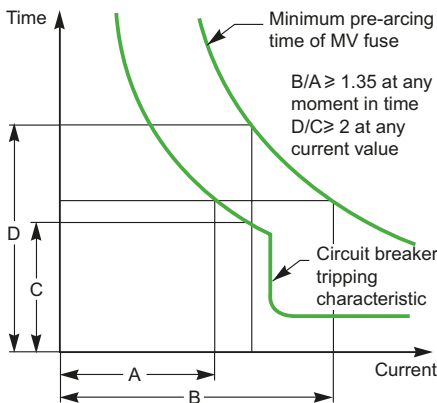 Time
Minimum pre-arcing
time of MV fuse
B/A ⩾ 1.35 at any
moment in time
D/C⩾ 2 at any
current value
D
C
Circuit breaker
tripping
characteristic
Current
A
B